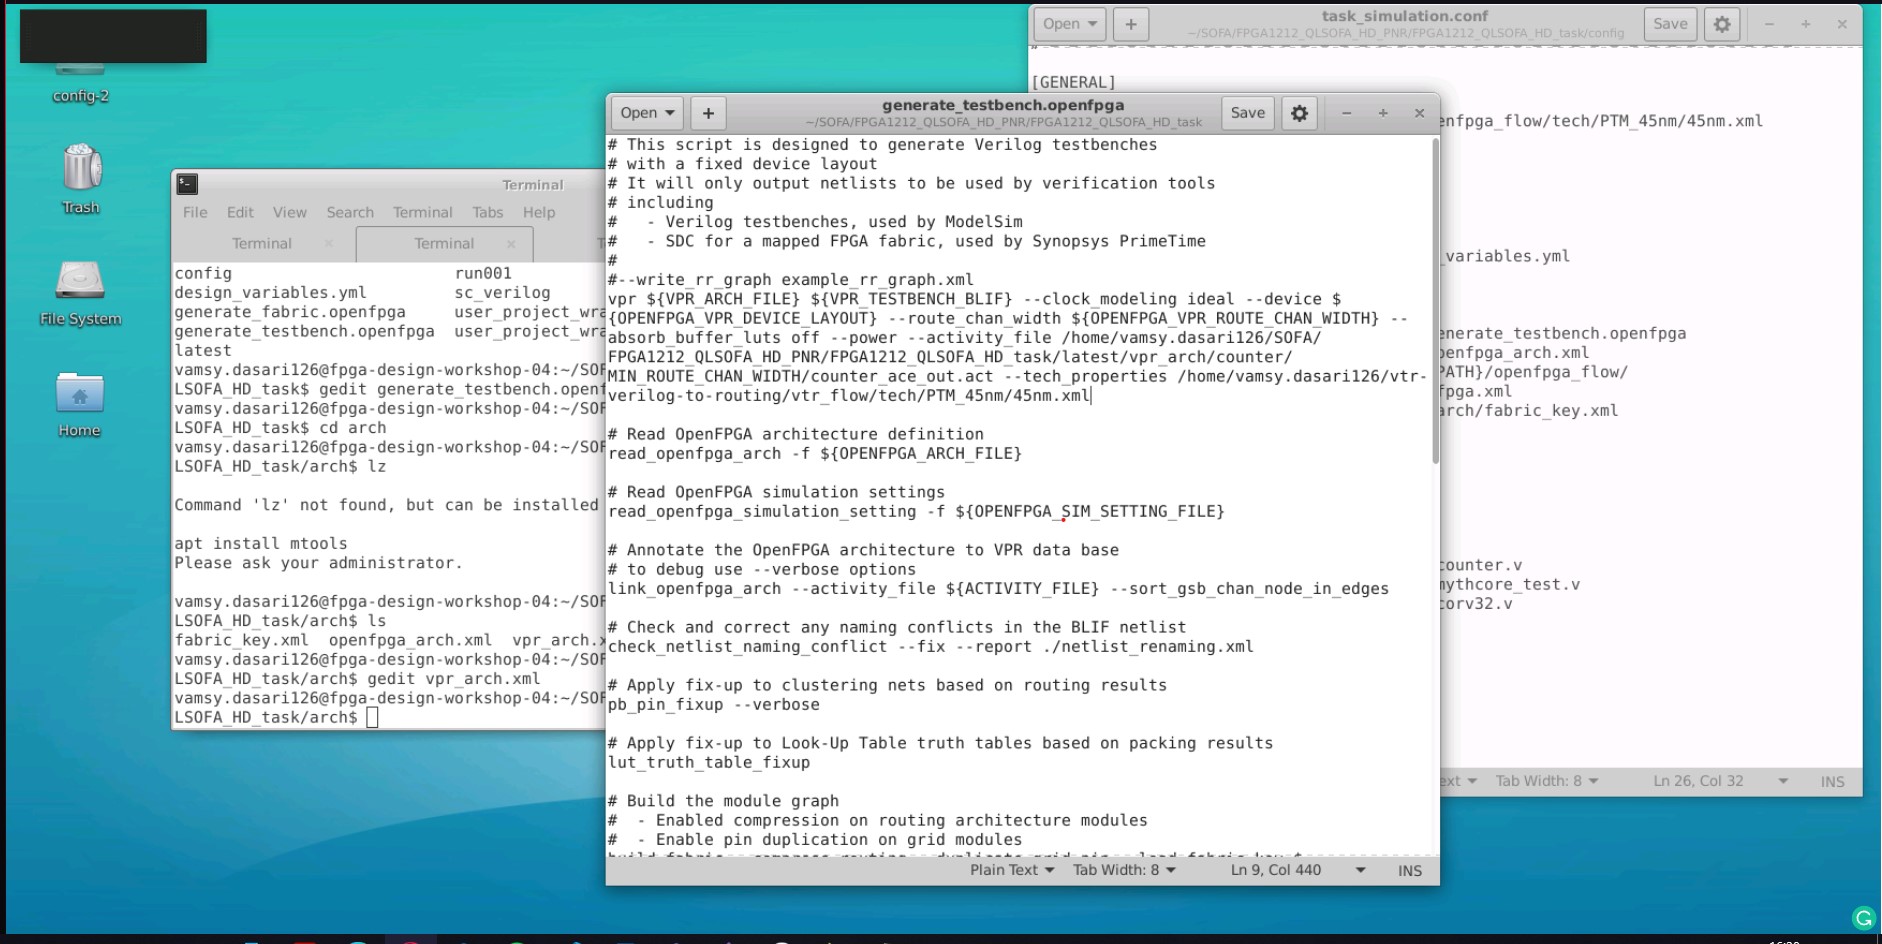 config-2
Trash
File System
Home
Terminal
File Edit View Search Terminal Tabs Help
Terminal × Terminal ×
config run001
design_variables.yml sc_verilog
generate_fabric.openfpga user_project_wra
generate_testbench.openfpga user_project_wra
latest
vamsy.dasari126@fpga-design-workshop-04:~/SOF
LSOFA_HD_task$ gedit generate_testbench.openf
vamsy.dasari126@fpga-design-workshop-04:~/SOF
LSOFA_HD_task$ cd arch
vamsy.dasari126@fpga-design-workshop-04:~/SOF
LSOFA_HD_task/arch$ lz
Command 'lz' not found, but can be installed
apt install mtools
Please ask your administrator.
vamsy.dasari126@fpga-design-workshop-04:~/SOF
LSOFA_HD_task/arch$ ls
fabric_key.xml openfpga_arch.xml vpr_arch.x
vamsy.dasari126@fpga-design-workshop-04:~/SOF
LSOFA_HD_task/arch$ gedit vpr_arch.xml
vamsy.dasari126@fpga-design-workshop-04:~/SOF
LSOFA_HD_task/arch$
Open + generate_testbench.openfpga Save
~/SOFA/FPGA1212_QLSOFA_HD_PNR/FPGA1212_QLSOFA_HD_task
# This script is designed to generate Verilog testbenches
# with a fixed device layout
# It will only output netlists to be used by verification tools
# including
# - Verilog testbenches, used by ModelSim
# - SDC for a mapped FPGA fabric, used by Synopsys PrimeTime
#
#--write_rr_graph example_rr_graph.xml
vpr ${VPR_ARCH_FILE} ${VPR_TESTBENCH_BLIF} --clock_modeling ideal --device $
{OPENFPGA_VPR_DEVICE_LAYOUT} --route_chan_width ${OPENFPGA_VPR_ROUTE_CHAN_WIDTH} --
absorb_buffer_luts off --power --activity_file /home/vamsy.dasari126/SOFA/
FPGA1212_QLSOFA_HD_PNR/FPGA1212_QLSOFA_HD_task/latest/vpr_arch/counter/
MIN_ROUTE_CHAN_WIDTH/counter_ace_out.act --tech_properties /home/vamsy.dasari126/vtr-
verilog-to-routing/vtr_flow/tech/PTM_45nm/45nm.xml
# Read OpenFPGA architecture definition
read_openfpga_arch -f ${OPENFPGA_ARCH_FILE}
# Read OpenFPGA simulation settings
read_openfpga_simulation_setting -f ${OPENFPGA_SIM_SETTING_FILE}
# Annotate the OpenFPGA architecture to VPR data base
# to debug use --verbose options
link_openfpga_arch --activity_file ${ACTIVITY_FILE} --sort_gsb_chan_node_in_edges
# Check and correct any naming conflicts in the BLIF netlist
check_netlist_naming_conflict --fix --report ./netlist_renaming.xml
# Apply fix-up to clustering nets based on routing results
pb_pin_fixup --verbose
# Apply fix-up to Look-Up Table truth tables based on packing results
lut_truth_table_fixup
# Build the module graph
# - Enabled compression on routing architecture modules
# - Enable pin duplication on grid modules
Plain Text Tab Width: 8 Ln 9, Col 440 INS
Open + task_simulation.conf Save
~/SOFA/FPGA1212_QLSOFA_HD_PNR/FPGA1212_QLSOFA_HD_task/config
[GENERAL]
enfpga_flow/tech/PTM_45nm/45nm.xml
_variables.yml
enerate_testbench.openfpga
penfpga_arch.xml
PATH}/openfpga_flow/
fpga.xml
arch/fabric_key.xml
counter.v
mythcore_test.v
corv32.v
ext Tab Width: 8 Ln 26, Col 32 INS